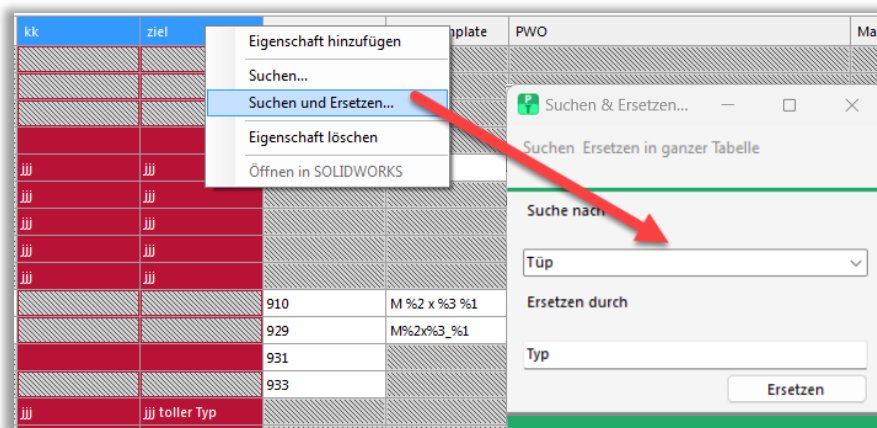 kk ziel mplate PWO Ma
Eigenschaft hinzufügen
Suchen...
Suchen und Ersetzen...
Eigenschaft löschen
Öffnen in SOLIDWORKS
PT Suchen & Ersetzen...
Suchen Ersetzen in ganzer Tabelle
Suche nach
Tüp
Ersetzen durch
Typ
Ersetzen
jjj jjj
jjj jjj
jjj jjj
jjj jjj
jjj jjj
910 M %2 x %3 %1
929 M%2x%3_%1
931
933
jjj jjj toller Typ